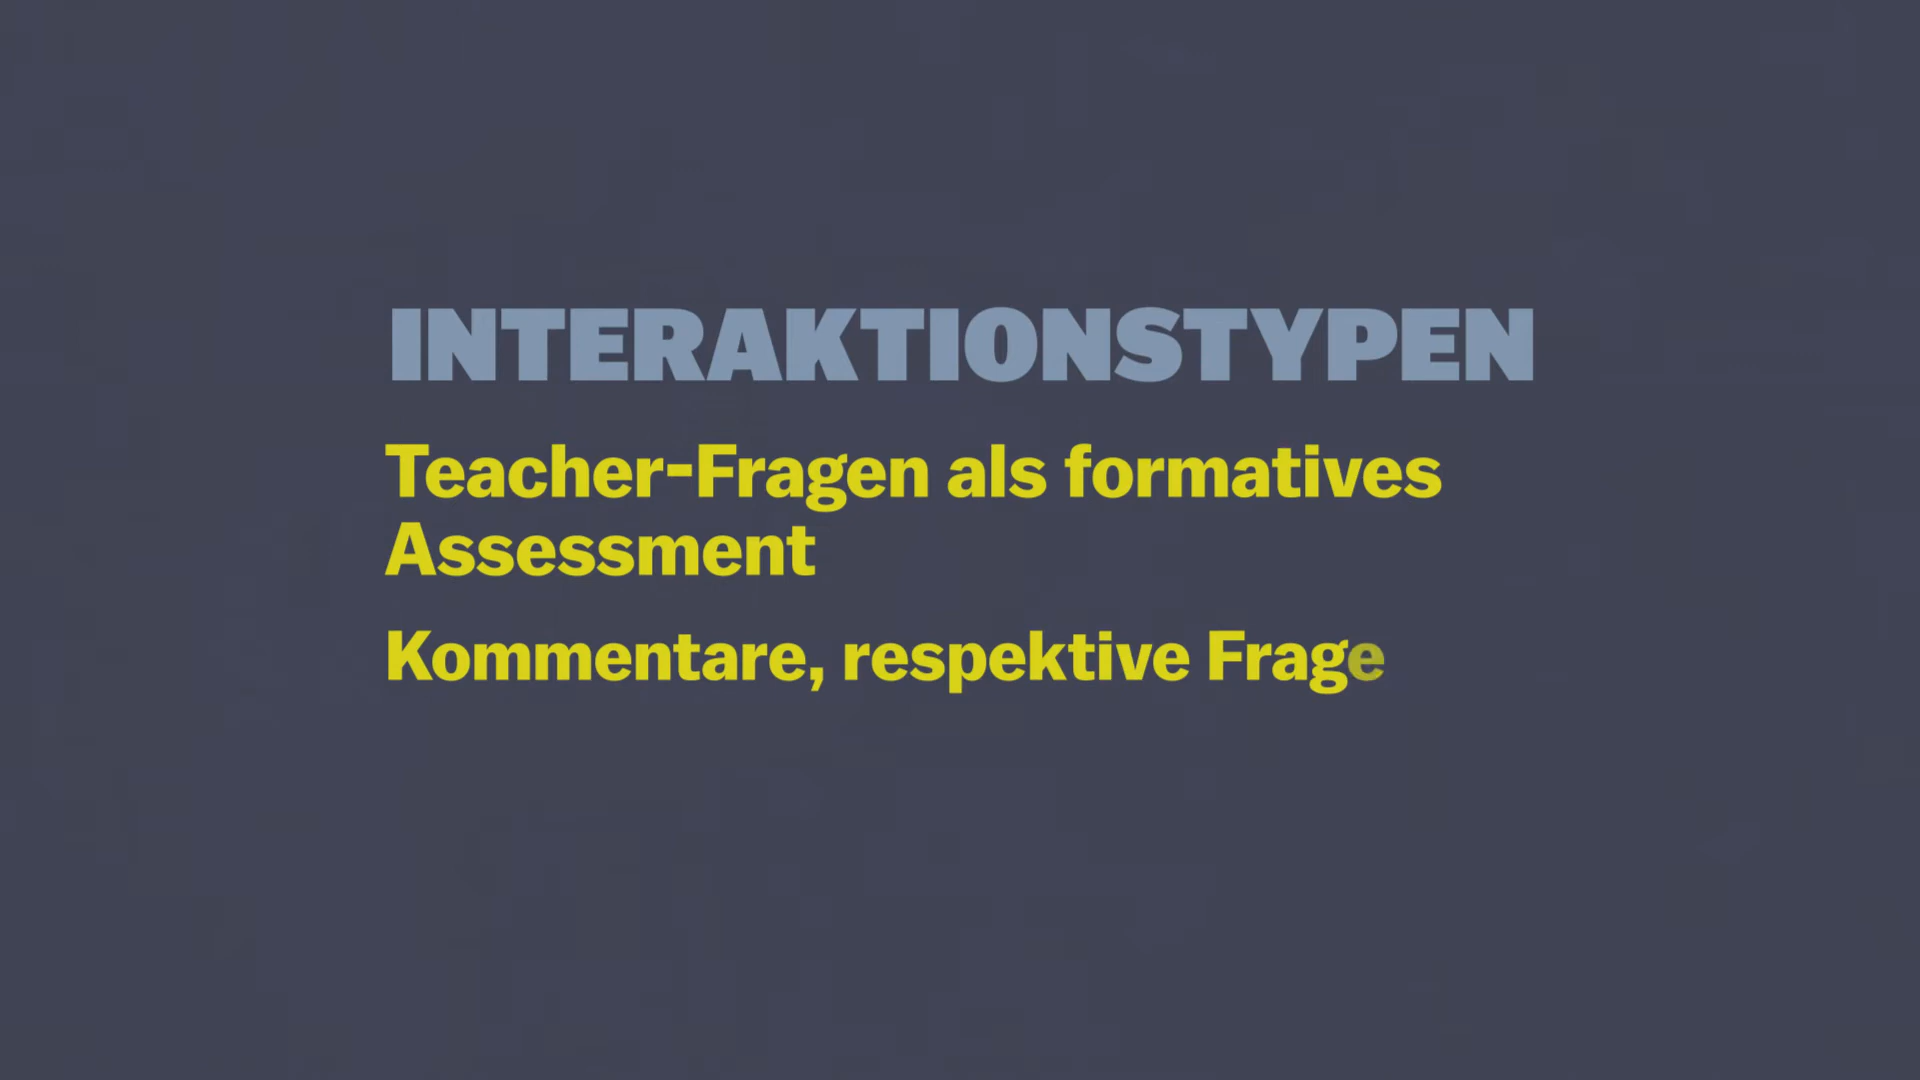 INTERAKTIONSTYPEN
Teacher-Fragen als formatives
Assessment
Kommentare, respektive Frage